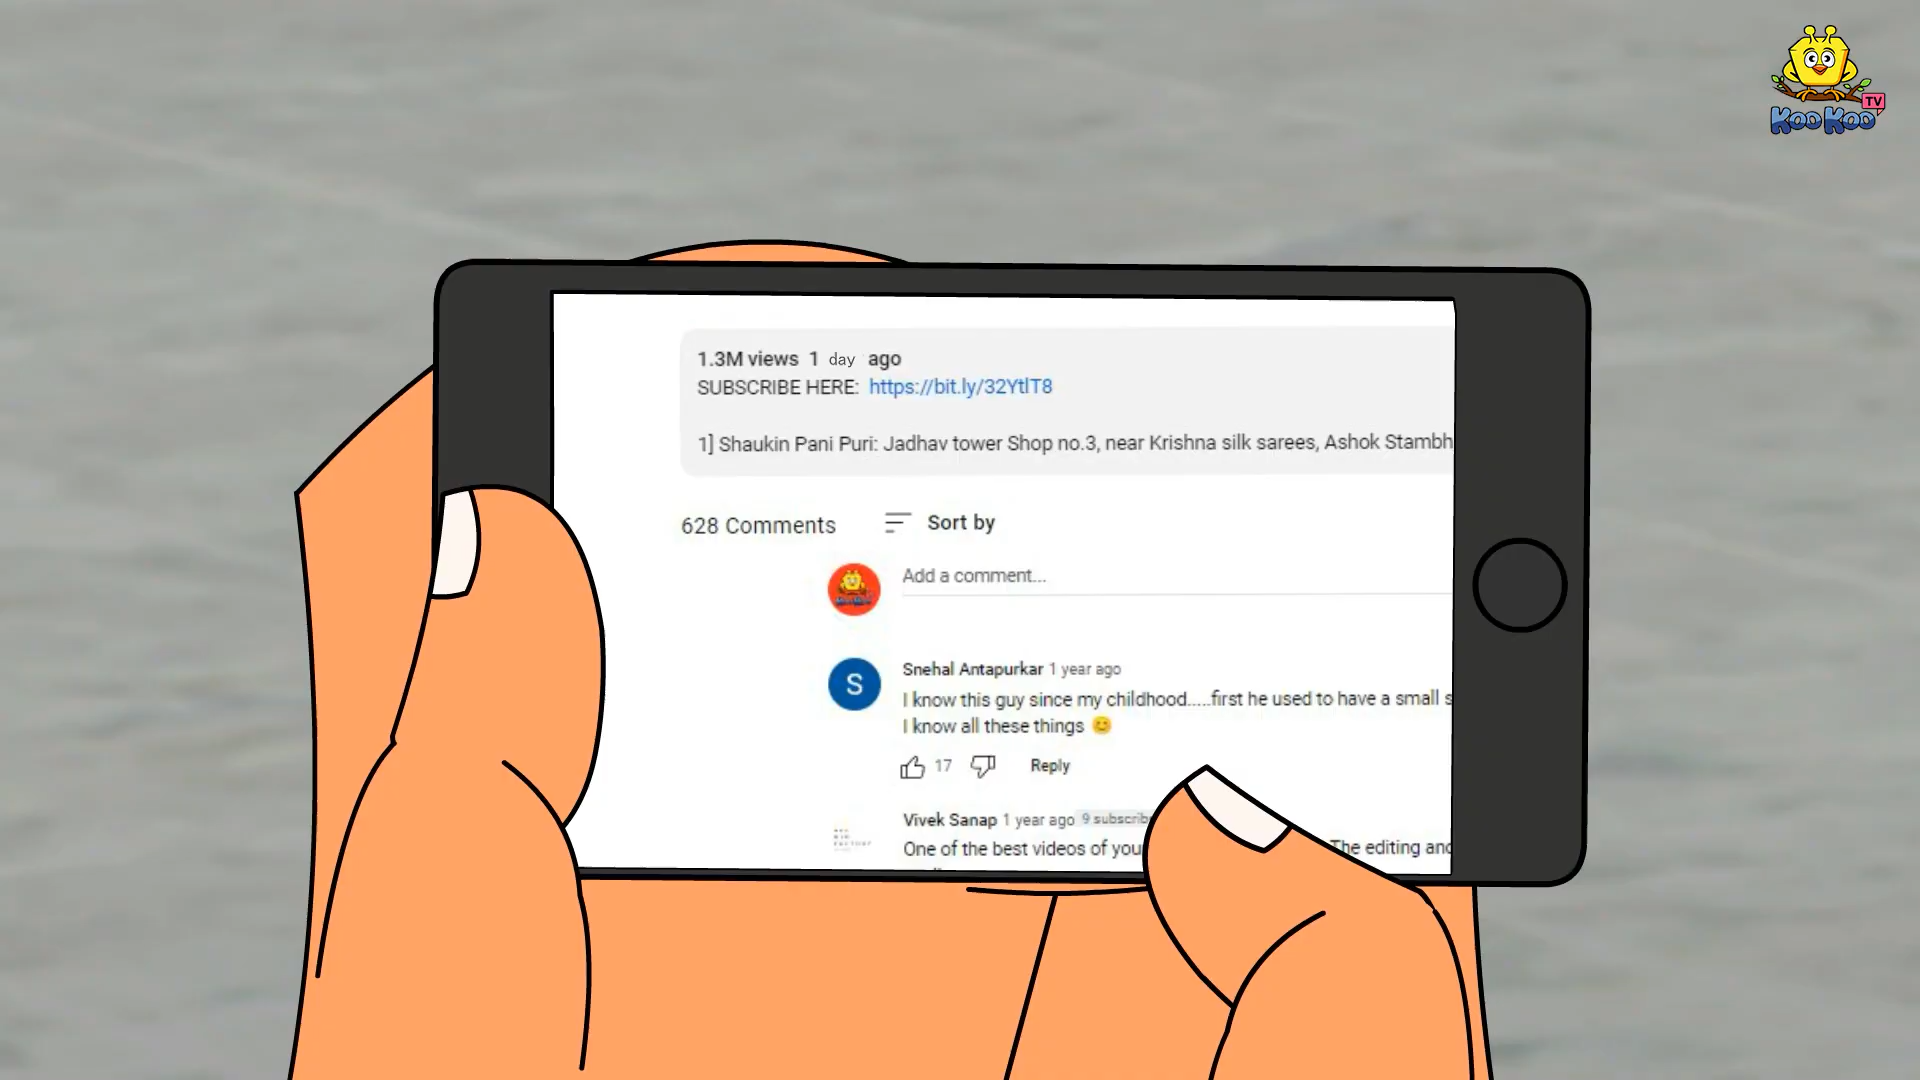 TV
KOO KOO
1.3M views 1 day ago
SUBSCRIBE HERE: https://bit.ly/32YtlT8
1] Shaukin Pani Puri: Jadhav tower Shop no.3, near Krishna silk sarees, Ashok Stambh
628 Comments Sort by
Add a comment...
Snehal Antapurkar 1 year ago
S
I know this guy since my childhood.....first he used to have a small s
I know all these things 😊
17 Reply
Vivek Sanap 1 year ago 9 subscrib
One of the best videos of you The editing and